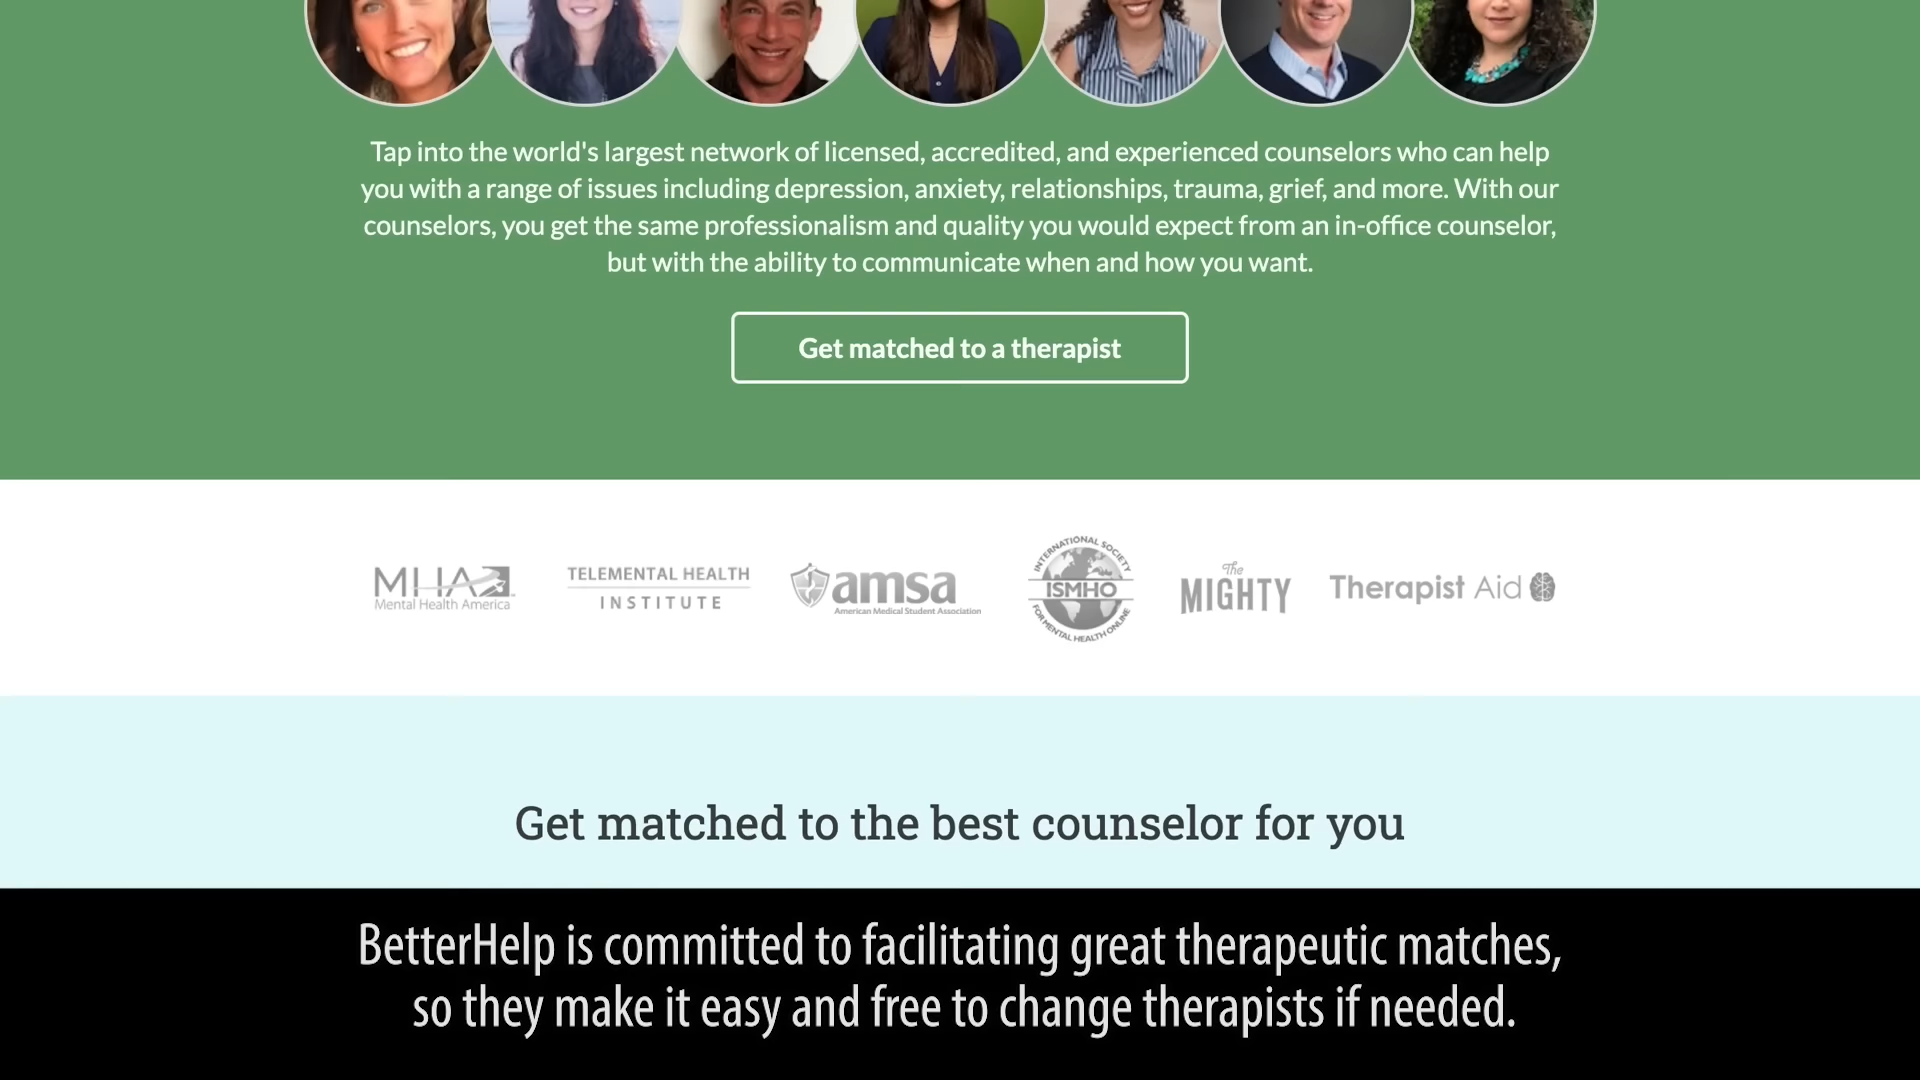 Tap into the world's largest network of licensed, accredited, and experienced counselors who can help
you with a range of issues including depression, anxiety, relationships, trauma, grief, and more. With our
counselors, you get the same professionalism and quality you would expect from an in-office counselor,
but with the ability to communicate when and how you want.
Get matched to a therapist
MHA
Mental Health America
TELEMENTAL HEALTH
INSTITUTE
amsa
American Medical Student Association
INTERNATIONAL SOCIETY
ISMHO
FOR MENTAL HEALTH ONLINE
The
MIGHTY
Therapist Aid
Get matched to the best counselor for you
BetterHelp is committed to facilitating great therapeutic matches,
so they make it easy and free to change therapists if needed.